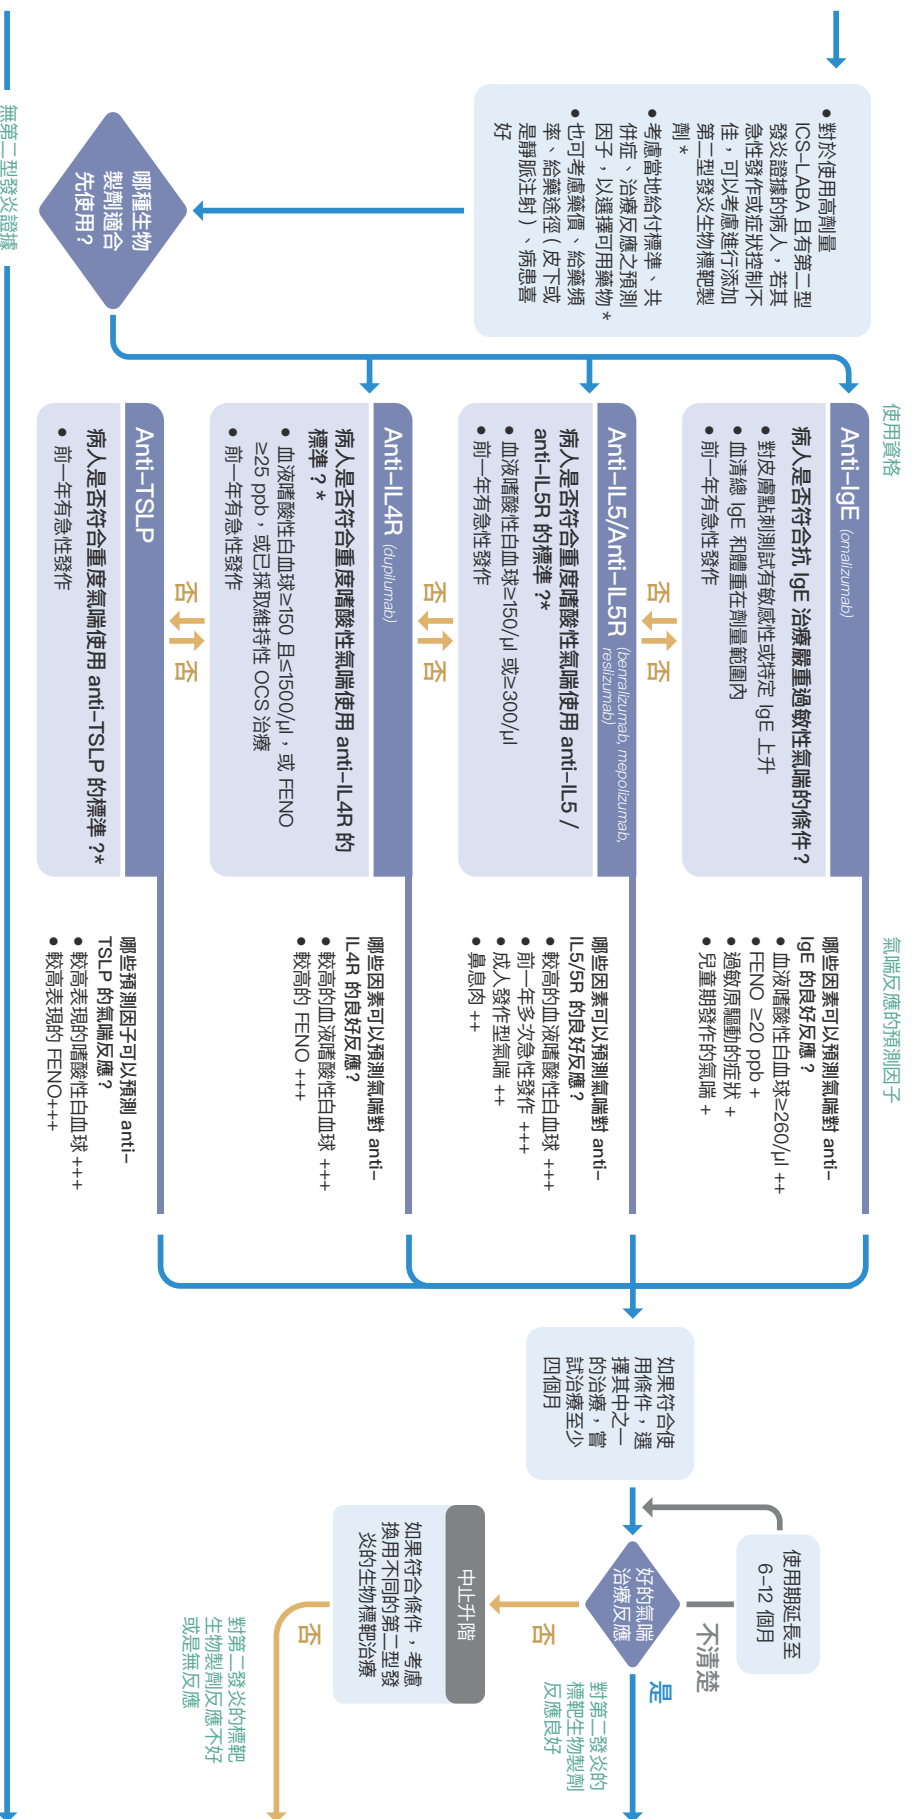 • 對於使用高劑量
ICS-LABA 且有第二型
發炎證據的病人，若其
急性發作或症狀控制不
佳，可以考慮進行添加
第二型發炎生物標靶製
劑 *
• 考慮當地給付標準、共
併症、治療反應之預測
因子，以選擇可用藥物 *
• 也可考慮藥價、給藥頻
率、給藥途徑（皮下或
是靜脈注射）、病患喜
好
哪種生物
製劑適合
先使用？
無第二型發炎證據
使用資格
Anti-IgE (omalizumab)
病人是否符合抗 IgE 治療嚴重過敏性氣喘的條件？
• 對皮膚點刺測試有敏感性或特定 IgE 上升
• 血清總 IgE 和體重在劑量範圍內
• 前一年有急性發作
否
否
Anti-IL5/Anti-IL5R (benralizumab, mepolizumab,
reslizumab)
病人是否符合重度嗜酸性氣喘使用 anti-IL5 /
anti-IL5R 的標準 ?*
• 血液嗜酸性白血球≥150/μl 或≥300/μl
• 前一年有急性發作
否
否
Anti-IL4R (dupilumab)
病人是否符合重度嗜酸性氣喘使用 anti-IL4R 的
標準 ? *
• 血液嗜酸性白血球≥150 且≤1500/μl，或 FENO
≥25 ppb，或已採取維持性 OCS 治療
• 前一年有急性發作
否
否
Anti-TSLP
病人是否符合重度氣喘使用 anti-TSLP 的標準 ?*
• 前一年有急性發作
氣喘反應的預測因子
哪些因素可以預測氣喘對 anti-
IgE 的良好反應？
• 血液嗜酸性白血球≥260/μl ++
• FENO ≥20 ppb +
• 過敏原驅動的症狀 +
• 兒童期發作的氣喘 +
哪些因素可以預測氣喘對 anti-
IL5/5R 的良好反應？
• 較高的血液嗜酸性白血球 +++
• 前一年多次急性發作 +++
• 成人發作型氣喘 ++
• 鼻息肉 ++
哪些因素可以預測氣喘對 anti-
IL4R 的良好反應？
• 較高的血液嗜酸性白血球 +++
• 較高的 FENO +++
哪些預測因子可以預測 anti-
TSLP 的氣喘反應？
• 較高表現的嗜酸性白血球 +++
• 較高表現的 FENO+++
如果符合使
用條件，選
擇其中之一
的治療，嘗
試治療至少
四個月
使用期延長至
6-12 個月
不清楚
好的氣喘
治療反應
是
對第二發炎的
標靶生物製劑
反應良好
否
中止升階
如果符合條件，考慮
換用不同的第二型發
炎的生物標靶治療
否
對第二發炎的標靶
生物製劑反應不好
或是無反應